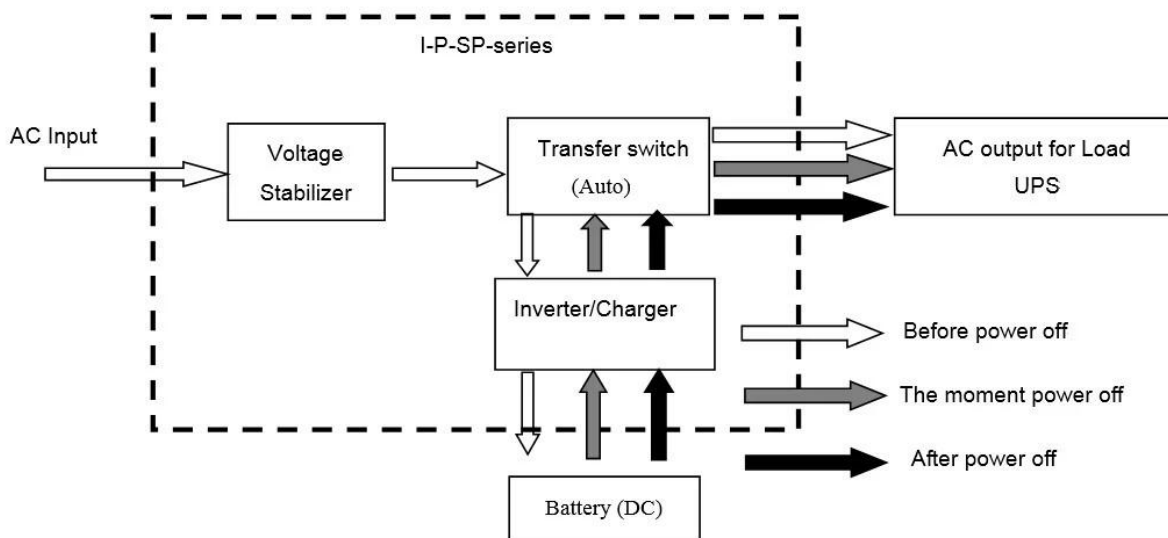 I-P-SP-series
AC Input
Voltage
Stabilizer
Transfer switch
(Auto)
AC output for Load
UPS
Inverter/Charger
Before power off
The moment power off
After power off
Battery (DC)